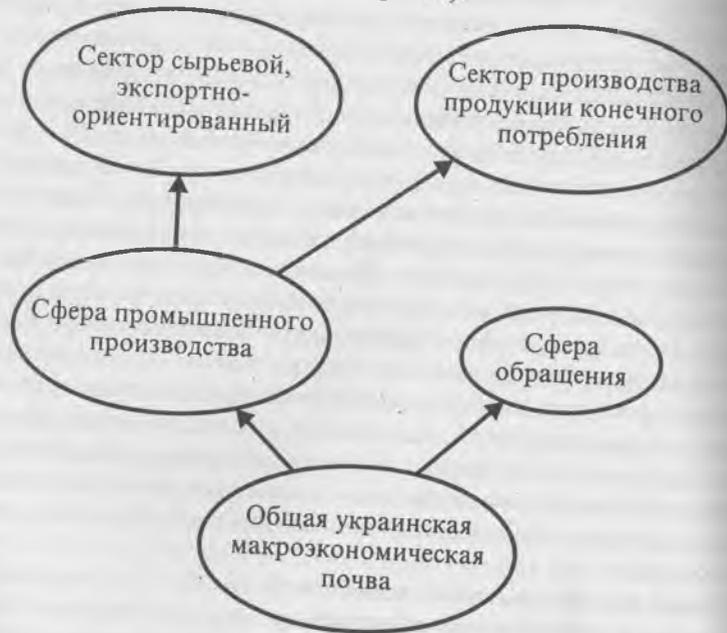 Сектор сырьевой,
экспортно-
ориентированный
Сектор производства
продукции конечного
потребления
Сфера промышленного
производства
Сфера
обращения
Общая украинская
макроэкономическая
почва